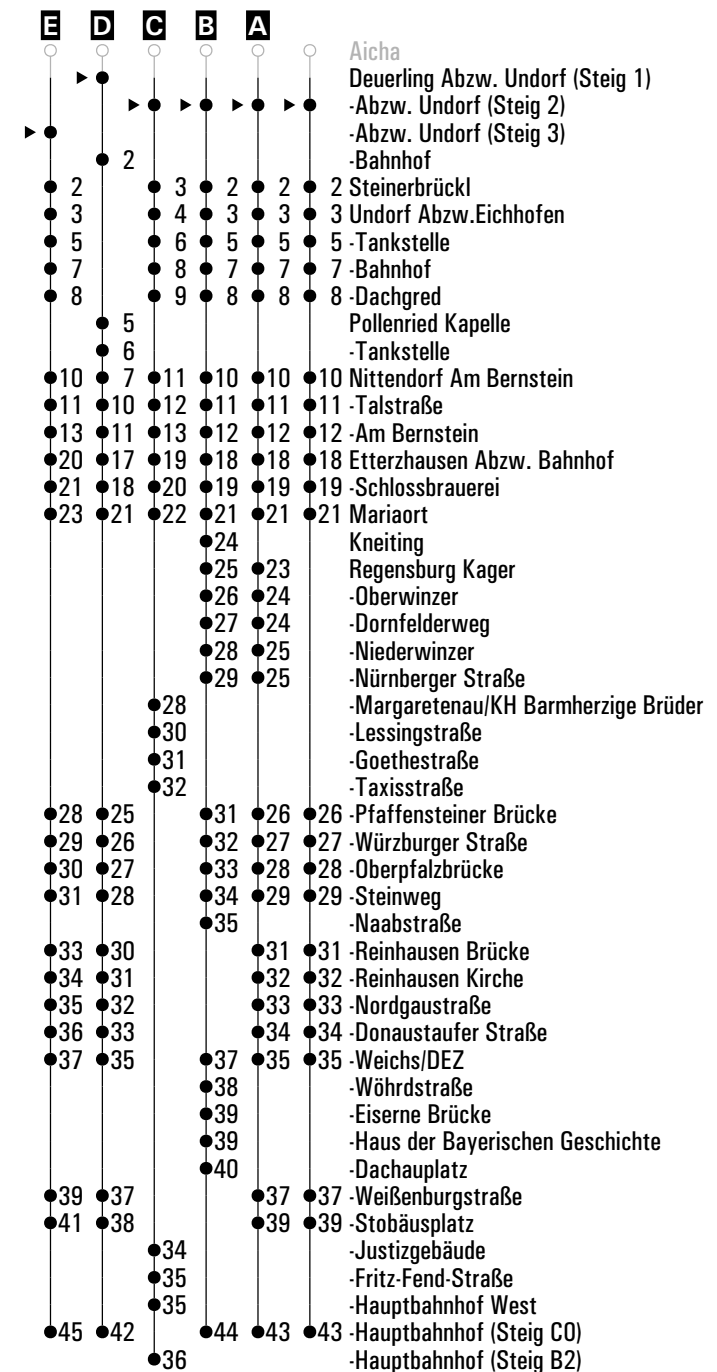 E D C B A
Aicha
▶ Deuerling Abzw. Undorf (Steig 1)
▶ ▶ ▶ ▶ -Abzw. Undorf (Steig 2)
▶ -Abzw. Undorf (Steig 3)
2 -Bahnhof
2 3 2 2 2 Steinerbrückl
3 4 3 3 3 Undorf Abzw.Eichhofen
5 6 5 5 5 -Tankstelle
7 8 7 7 7 -Bahnhof
8 9 8 8 8 -Dachgred
5 Pollenried Kapelle
6 -Tankstelle
10 7 11 10 10 10 Nittendorf Am Bernstein
11 10 12 11 11 11 -Talstraße
13 11 13 12 12 12 -Am Bernstein
20 17 19 18 18 18 Etterzhausen Abzw. Bahnhof
21 18 20 19 19 19 -Schlossbrauerei
23 21 22 21 21 21 Mariaort
24 Kneiting
25 23 Regensburg Kager
26 24 -Oberwinzer
27 24 -Dornfelderweg
28 25 -Niederwinzer
29 25 -Nürnberger Straße
28 -Margaretenau/KH Barmherzige Brüder
30 -Lessingstraße
31 -Goethestraße
32 -Taxisstraße
28 25 31 26 26 -Pfaffensteiner Brücke
29 26 32 27 27 -Würzburger Straße
30 27 33 28 28 -Oberpfalzbrücke
31 28 34 29 29 -Steinweg
35 -Naabstraße
33 30 31 31 -Reinhausen Brücke
34 31 32 32 -Reinhausen Kirche
35 32 33 33 -Nordgaustraße
36 33 34 34 -Donaustaufer Straße
37 35 37 35 35 -Weichs/DEZ
38 -Wöhrdstraße
39 -Eiserne Brücke
39 -Haus der Bayerischen Geschichte
40 -Dachauplatz
39 37 37 37 -Weißenburgstraße
41 38 39 39 -Stobäusplatz
34 -Justizgebäude
35 -Fritz-Fend-Straße
35 -Hauptbahnhof West
45 42 44 43 43 -Hauptbahnhof (Steig C0)
36 -Hauptbahnhof (Steig B2)